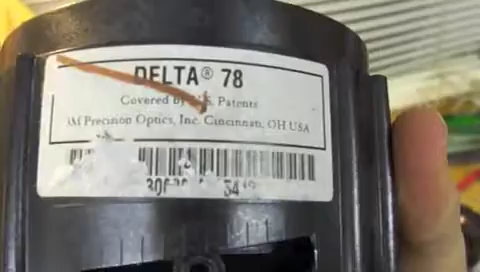 DELTA® 78
Covered by U.S. Patents
3M Precision Optics, Inc. Cincinnati, OH USA